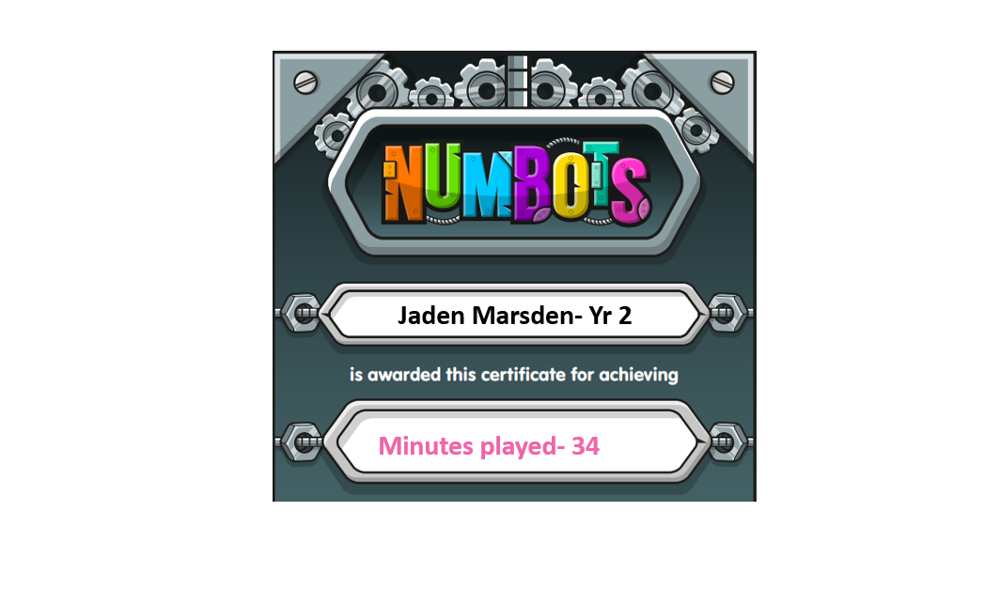 NUMBOTS
Jaden Marsden- Yr 2
is awarded this certificate for achieving
Minutes played- 34